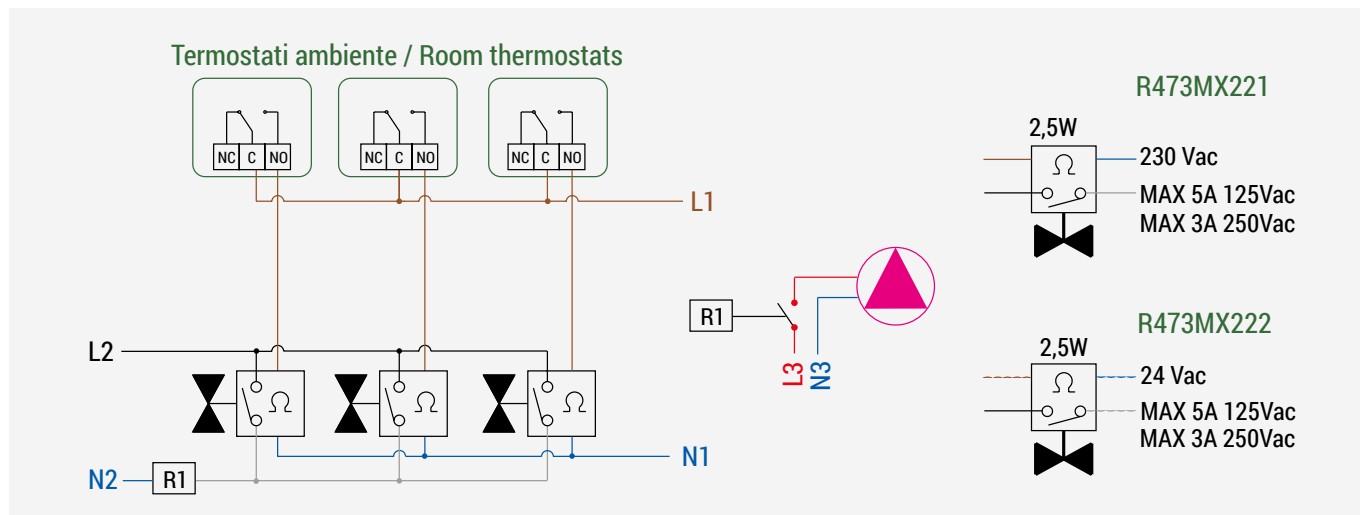 Termostati ambiente / Room thermostats
NC C NO
NC C NO
NC C NO
L1
L2
Ω
Ω
Ω
N1
N2
R1
R1
L3
N3
R473MX221
2,5W
Ω
230 Vac
MAX 5A 125Vac
MAX 3A 250Vac
R473MX222
2,5W
Ω
24 Vac
MAX 5A 125Vac
MAX 3A 250Vac